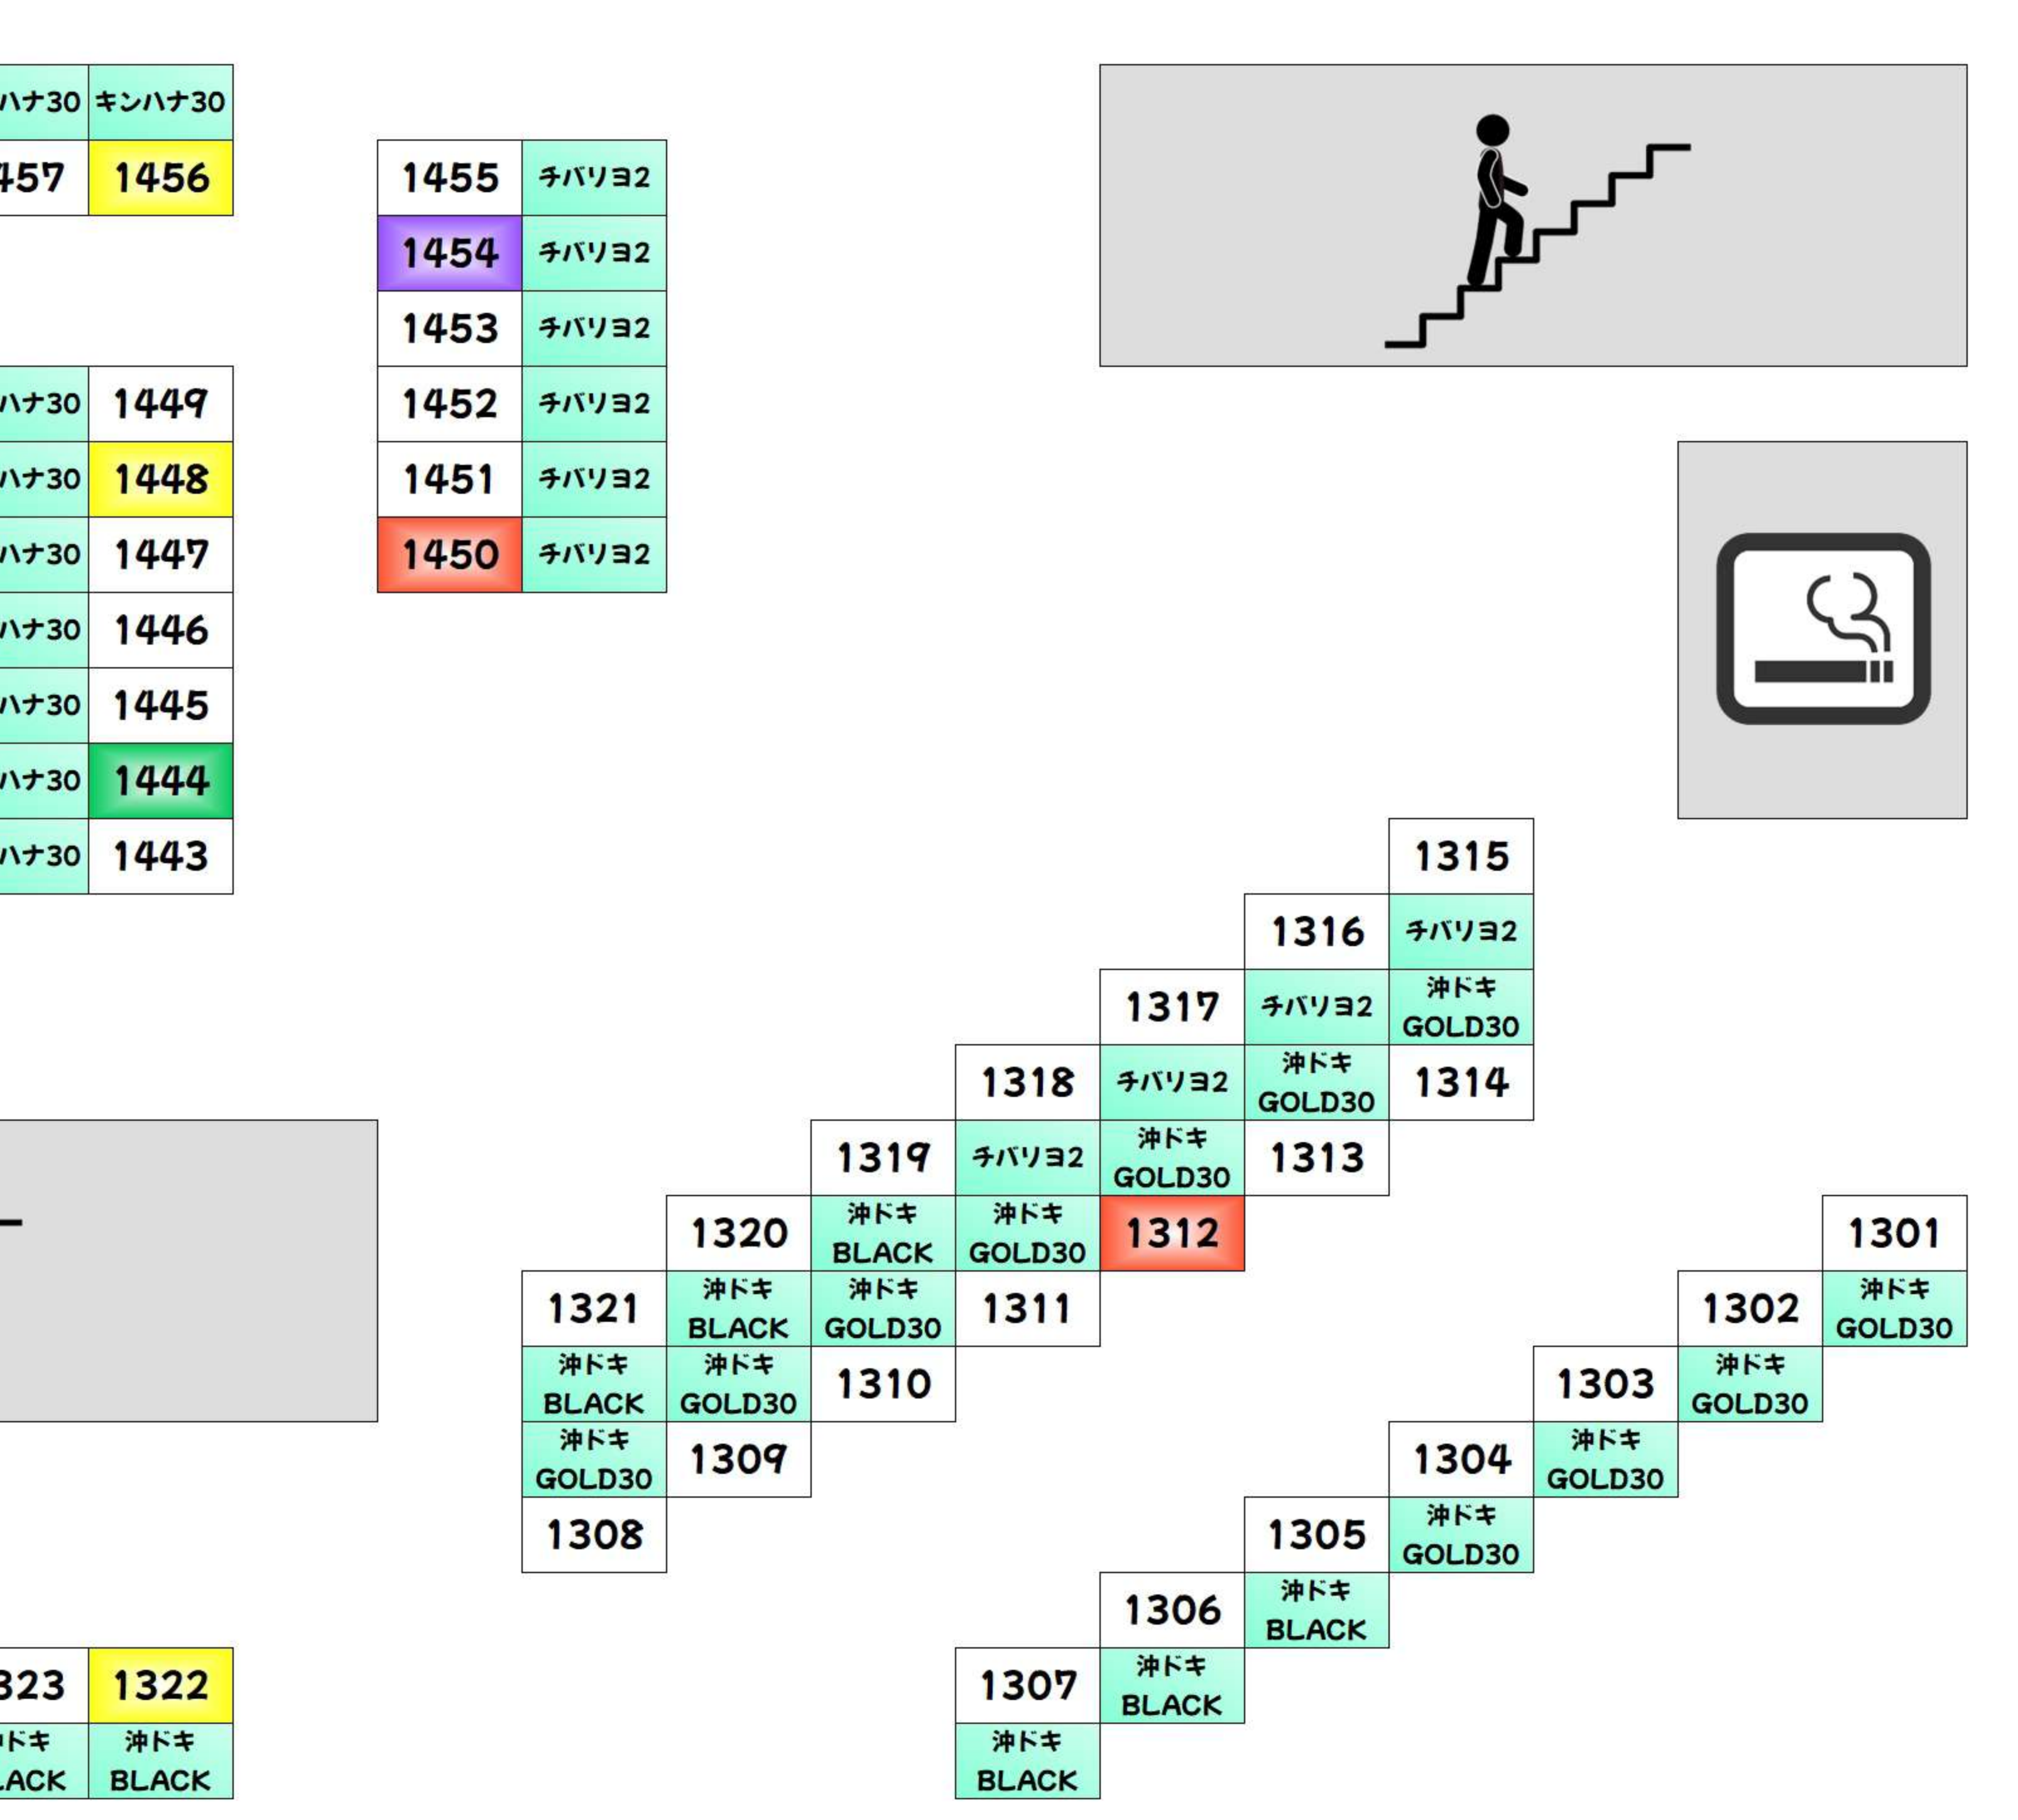 ハナ30 キンハナ30
457 1456
1455 チバリヨ2
1454 チバリヨ2
1453 チバリヨ2
1452 チバリヨ2
1451 チバリヨ2
1450 チバリヨ2
ハナ30 1449
ハナ30 1448
ハナ30 1447
ハナ30 1446
ハナ30 1445
ハナ30 1444
ハナ30 1443
1315
1316 チバリヨ2
1317 チバリヨ2 沖ドキ
GOLD30
1318 チバリヨ2 沖ドキ
GOLD30 1314
1319 チバリヨ2 沖ドキ
GOLD30 1313
1320 沖ドキ
BLACK 沖ドキ
GOLD30 1312
1321 沖ドキ
BLACK 沖ドキ
GOLD30 1311
沖ドキ
BLACK 沖ドキ
GOLD30 1310
沖ドキ
GOLD30 1309
1308
1301
1302 沖ドキ
GOLD30
1303 沖ドキ
GOLD30
1304 沖ドキ
GOLD30
1305 沖ドキ
GOLD30
1306 沖ドキ
BLACK
1307 沖ドキ
BLACK
沖ドキ
BLACK
323 1322
ドキ 沖ドキ
ACK BLACK